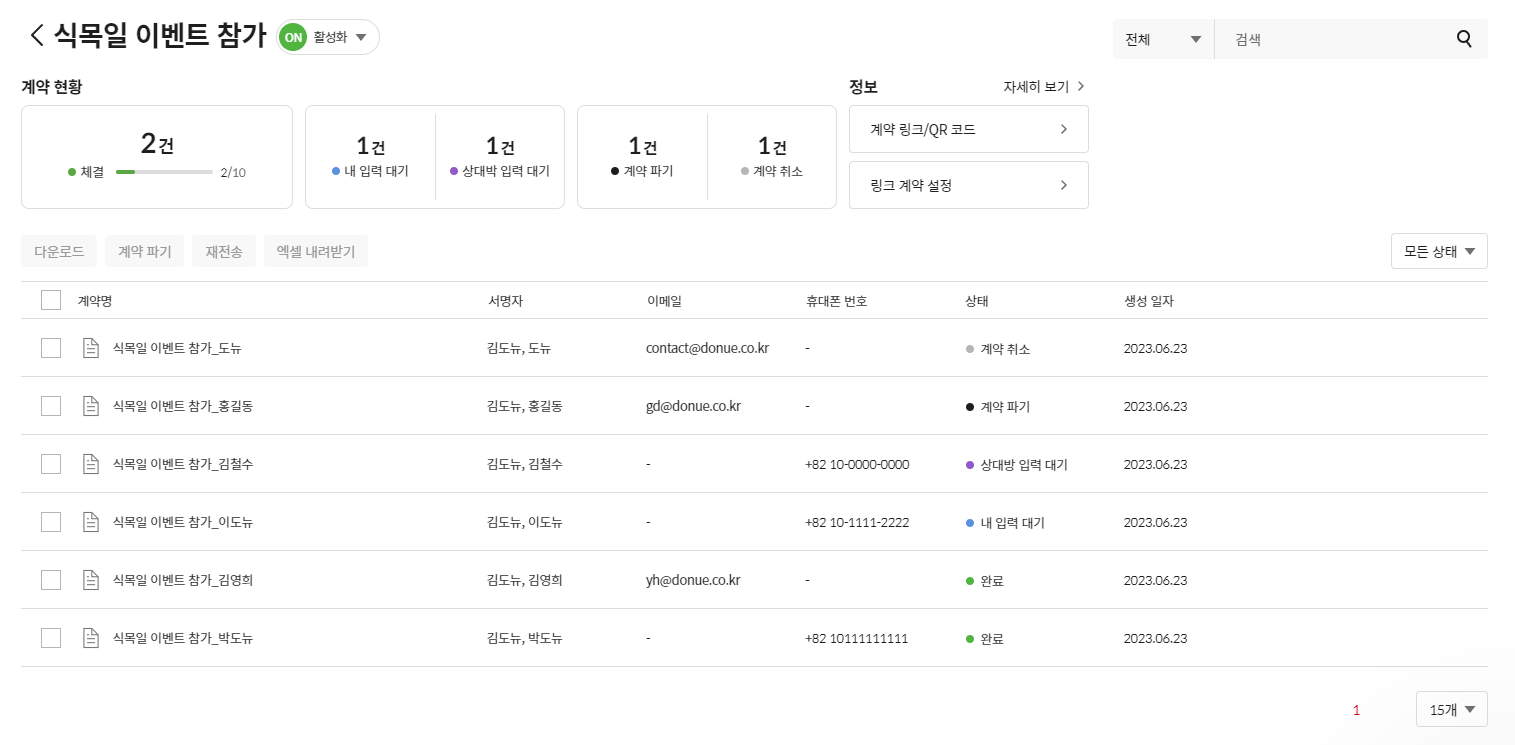 식목일 이벤트 참가 ON 활성화 전체 검색
계약 현황 정보 자세히 보기
2건 1건 1건 1건 1건 계약 링크/QR 코드
체결 2/10 내 입력 대기 상대박 입력 대기 계약 파기 계약 취소
링크 계약 설정
다운로드 계약 파기 재전송 엑셀 내려받기 모든 상태
계약명 서명자 이메일 휴대폰 번호 상태 생성 일자
식목일 이벤트 참가_도뉴 김도뉴, 도뉴 contact@donue.co.kr - 계약 취소 2023.06.23
식목일 이벤트 참가_홍길동 김도뉴, 홍길동 gd@donue.co.kr - 계약 파기 2023.06.23
식목일 이벤트 참가_김철수 김도뉴, 김철수 - +82 10-0000-0000 상대방 입력 대기 2023.06.23
식목일 이벤트 참가_이도뉴 김도뉴, 이도뉴 - +82 10-1111-2222 내 입력 대기 2023.06.23
식목일 이벤트 참가_김영희 김도뉴, 김영희 yh@donue.co.kr - 완료 2023.06.23
식목일 이벤트 참가_박도뉴 김도뉴, 박도뉴 - +82 10111111111 완료 2023.06.23
1 15개